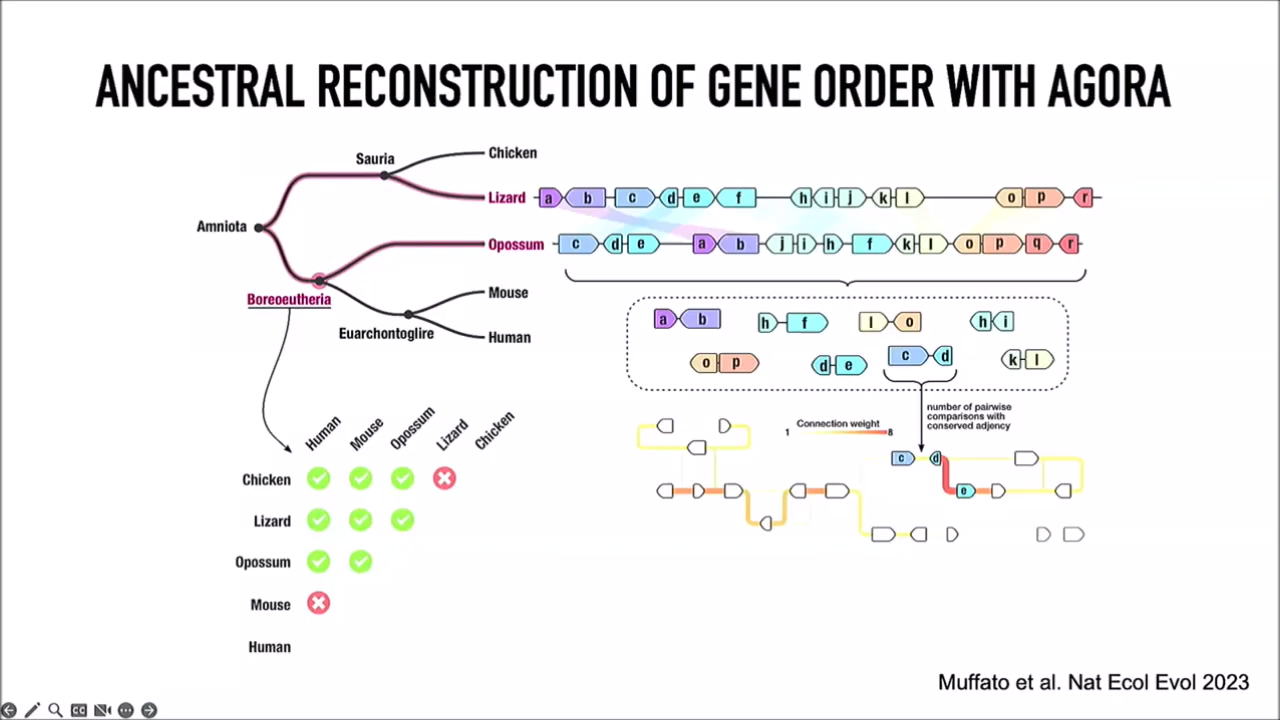 ANCESTRAL RECONSTRUCTION OF GENE ORDER WITH AGORA
Sauria
Chicken
Lizard
a b c d e f h i j k l o p r
Amniota
Opossum
c d e a b j i h f k l o p q r
Boreoeutheria
Mouse
Euarchontoglire
Human
a b h f l o h i
o p d e c d k l
number of pairwise
comparisons with
conserved adjency
Connection weight
1 8
c d
e
Human Mouse Opossum Lizard Chicken
Chicken
Lizard
Opossum
Mouse
Human
Muffato et al. Nat Ecol Evol 2023
CC